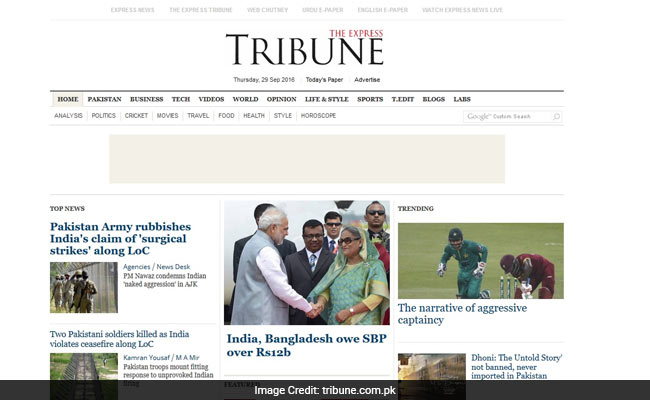 EXPRESS NEWS THE EXPRESS TRIBUNE WEB CHUTNEY URDU E-PAPER ENGLISH E-PAPER WATCH EXPRESS NEWS LIVE
THE EXPRESS
TRIBUNE
Thursday, 29 Sep 2016 Today's Paper Advertise
HOME PAKISTAN BUSINESS TECH VIDEOS WORLD OPINION LIFE & STYLE SPORTS T.EDIT BLOGS LABS
ANALYSIS POLITICS CRICKET MOVIES TRAVEL FOOD HEALTH STYLE HOROSCOPE
Google™ Custom Search
TOP NEWS
Pakistan Army rubbishes
India's claim of 'surgical
strikes' along LoC
Agencies / News Desk
PM Nawaz condemns Indian
'naked aggression' in AJK
Two Pakistani soldiers killed as India
violates ceasefire along LoC
Kamran Yousaf / M A Mir
Pakistan troops mount fitting
response to unprovoked Indian
firing
India, Bangladesh owe SBP
over Rs12b
FEATURED
TRENDING
The narrative of aggressive
captaincy
Dhoni: The Untold Story'
not banned, never
imported in Pakistan
Image Credit: tribune.com.pk